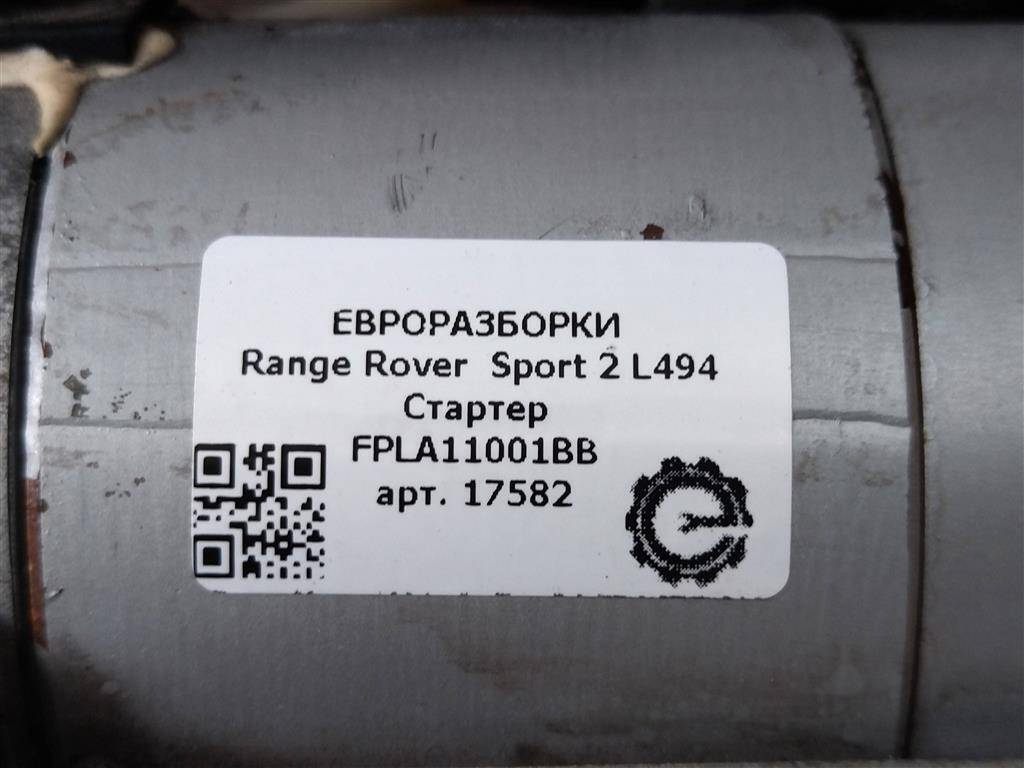 ЕВРОРАЗБОРКИ
Range Rover Sport 2 L494
Стартер
FPLA11001BB
арт. 17582